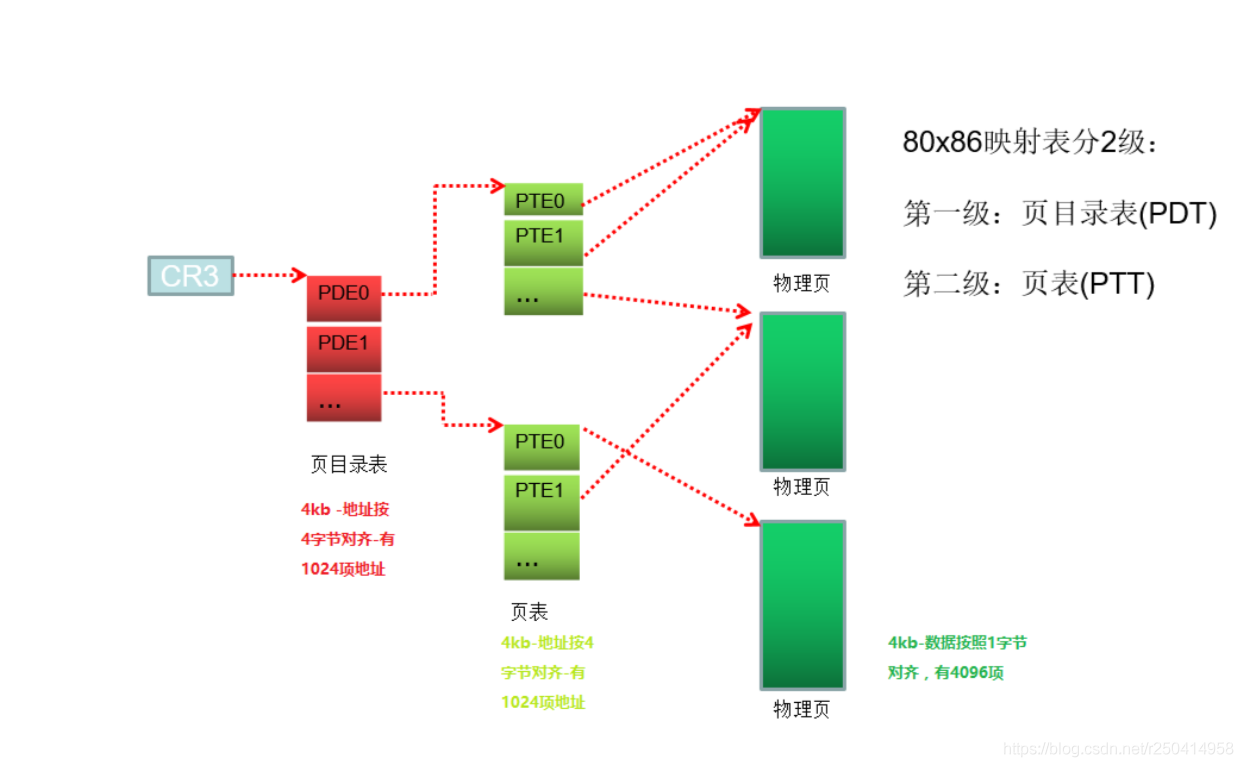 80x86映射表分2级：
第一级：页目录表(PDT)
第二级：页表(PTT)
CR3
PDE0
PDE1
...
页目录表
4kb -地址按
4字节对齐-有
1024项地址
PTE0
PTE1
...
PTE0
PTE1
...
页表
4kb-地址按4
字节对齐-有
1024项地址
物理页
物理页
物理页
4kb-数据按照1字节
对齐，有4096项
https://blog.csdn.net/r250414958